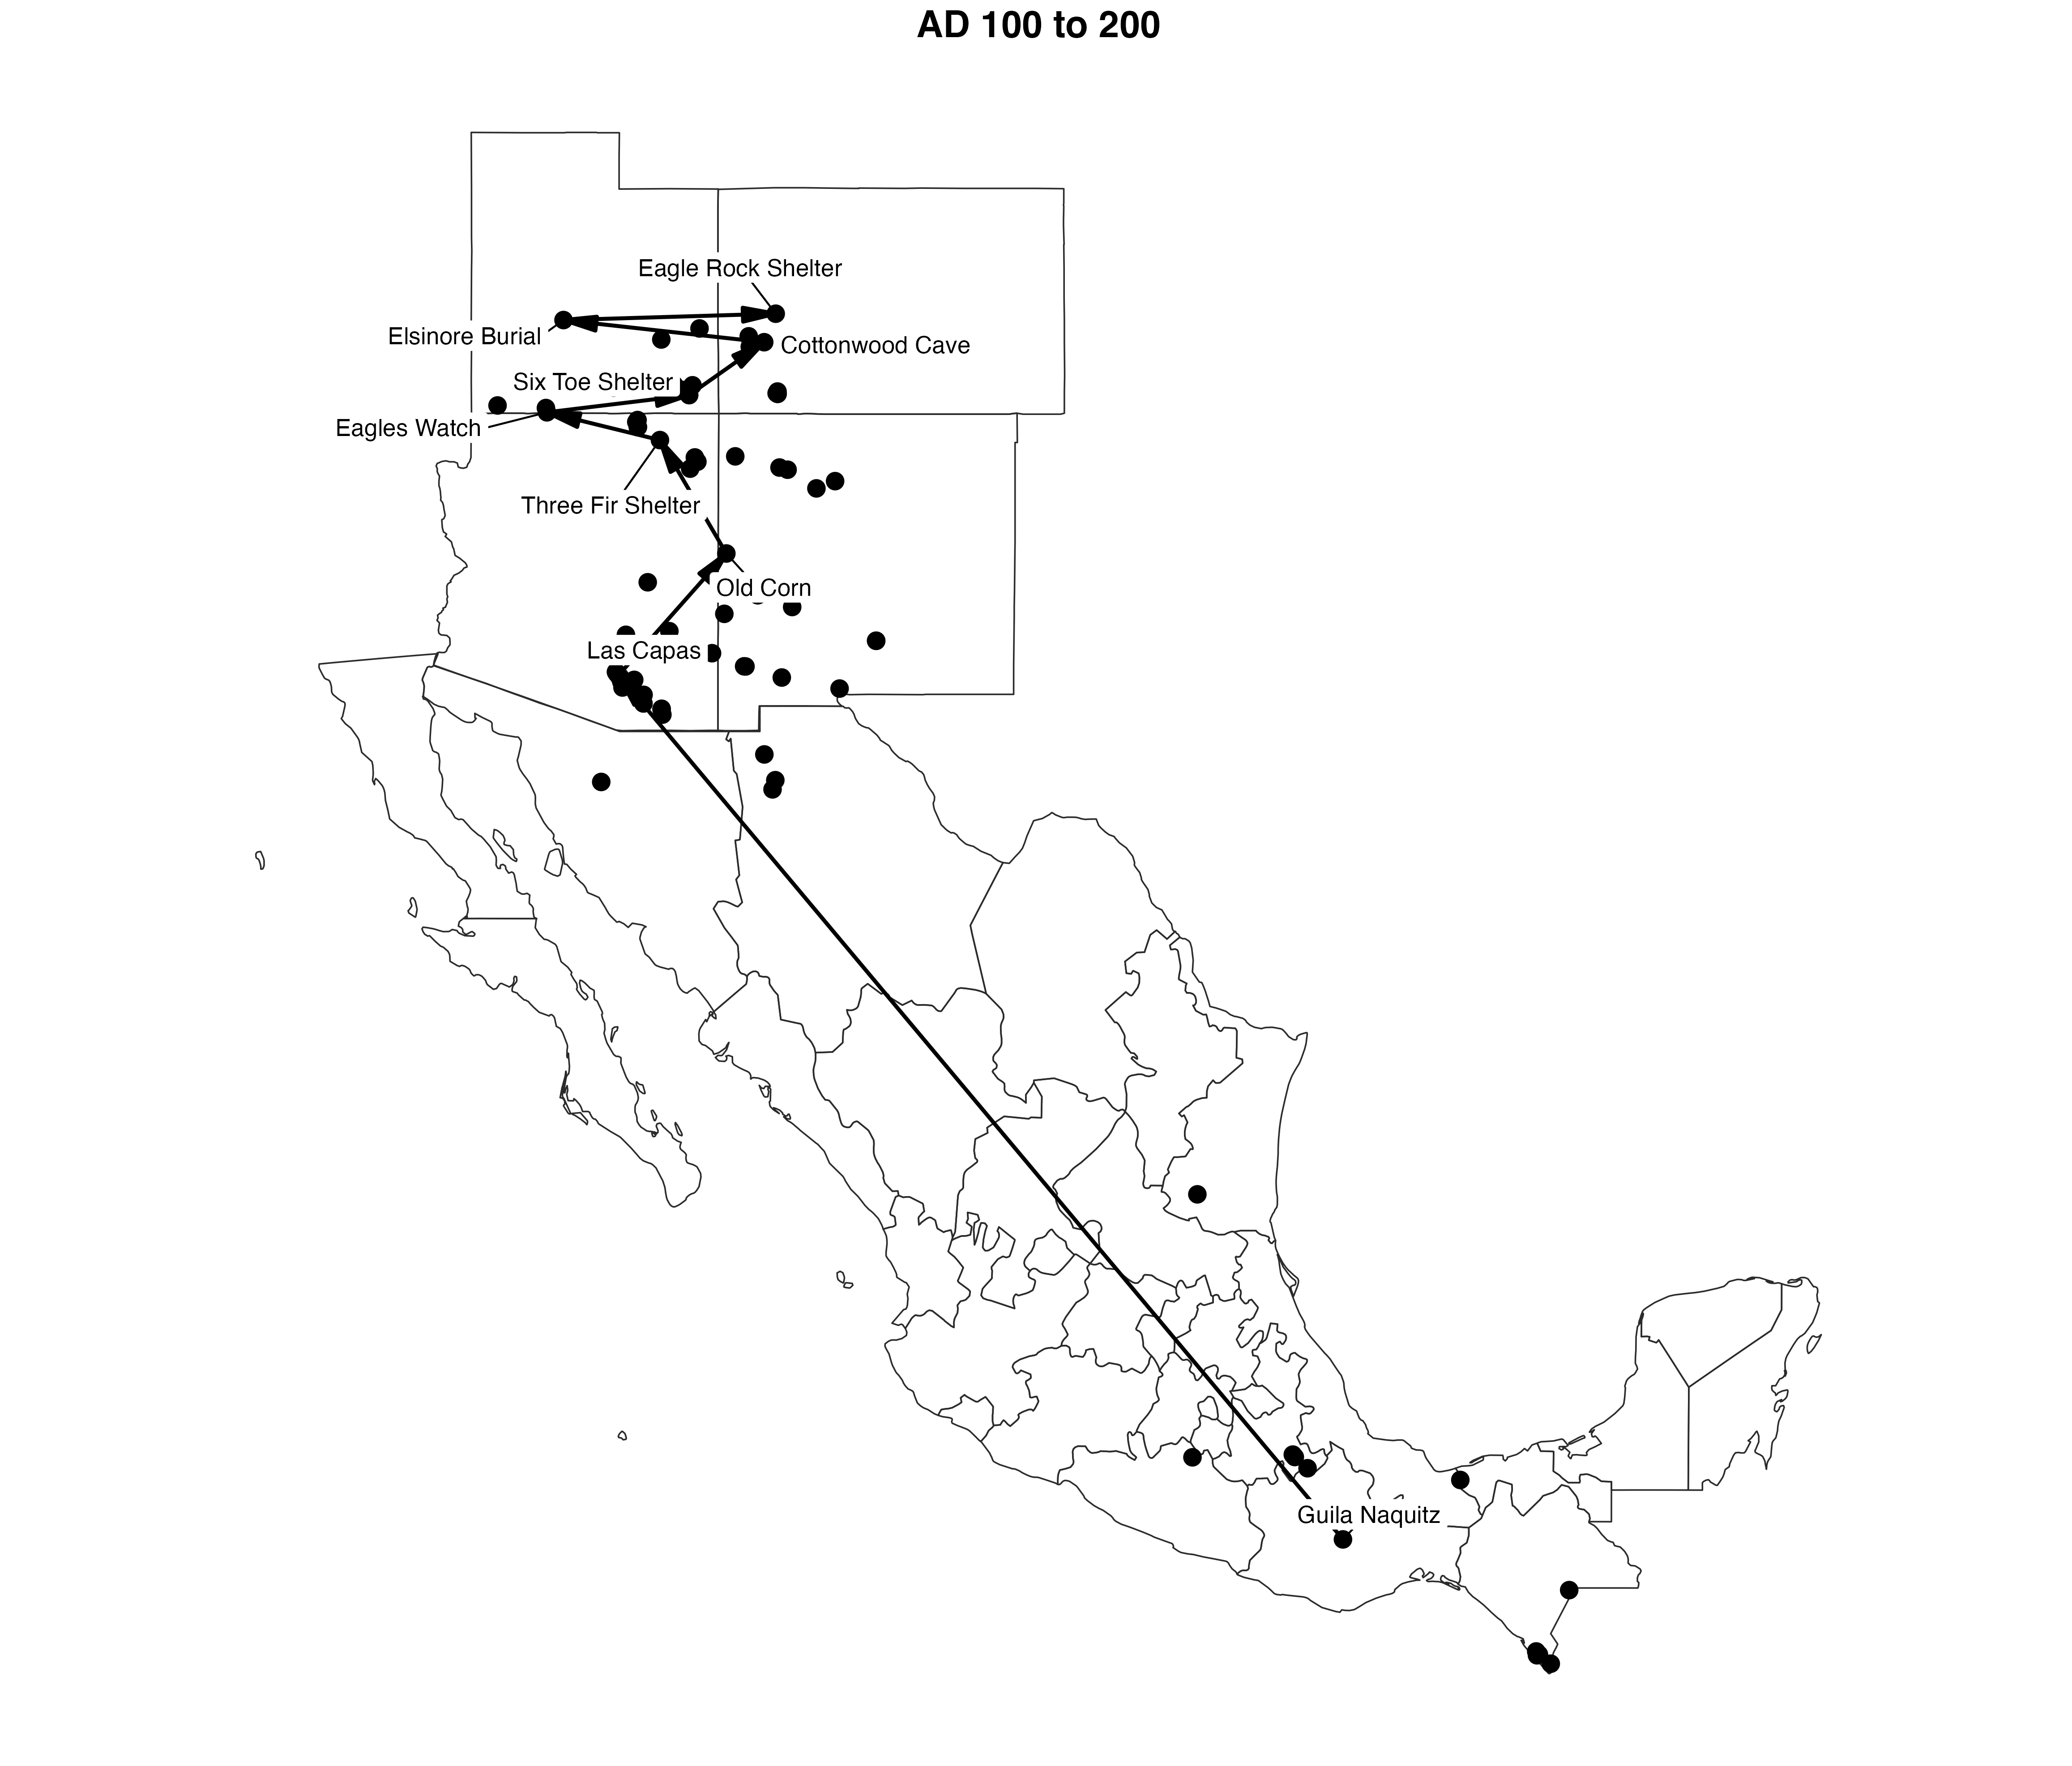 AD 100 to 200
Eagle Rock Shelter
Elsinore Burial
Cottonwood Cave
Six Toe Shelter
Eagles Watch
Three Fir Shelter
Old Corn
Las Capas
Guila Naquitz